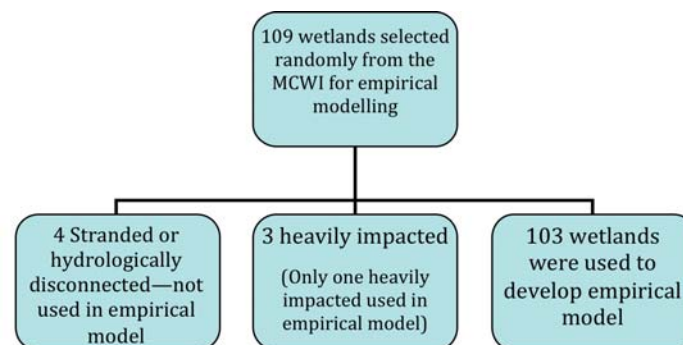 109 wetlands selected
randomly from the
MCWI for empirical
modelling
4 Stranded or
hydrologically
disconnected—not
used in empirical
model
3 heavily impacted
(Only one heavily
impacted used in
empirical model)
103 wetlands
were used to
develop empirical
model